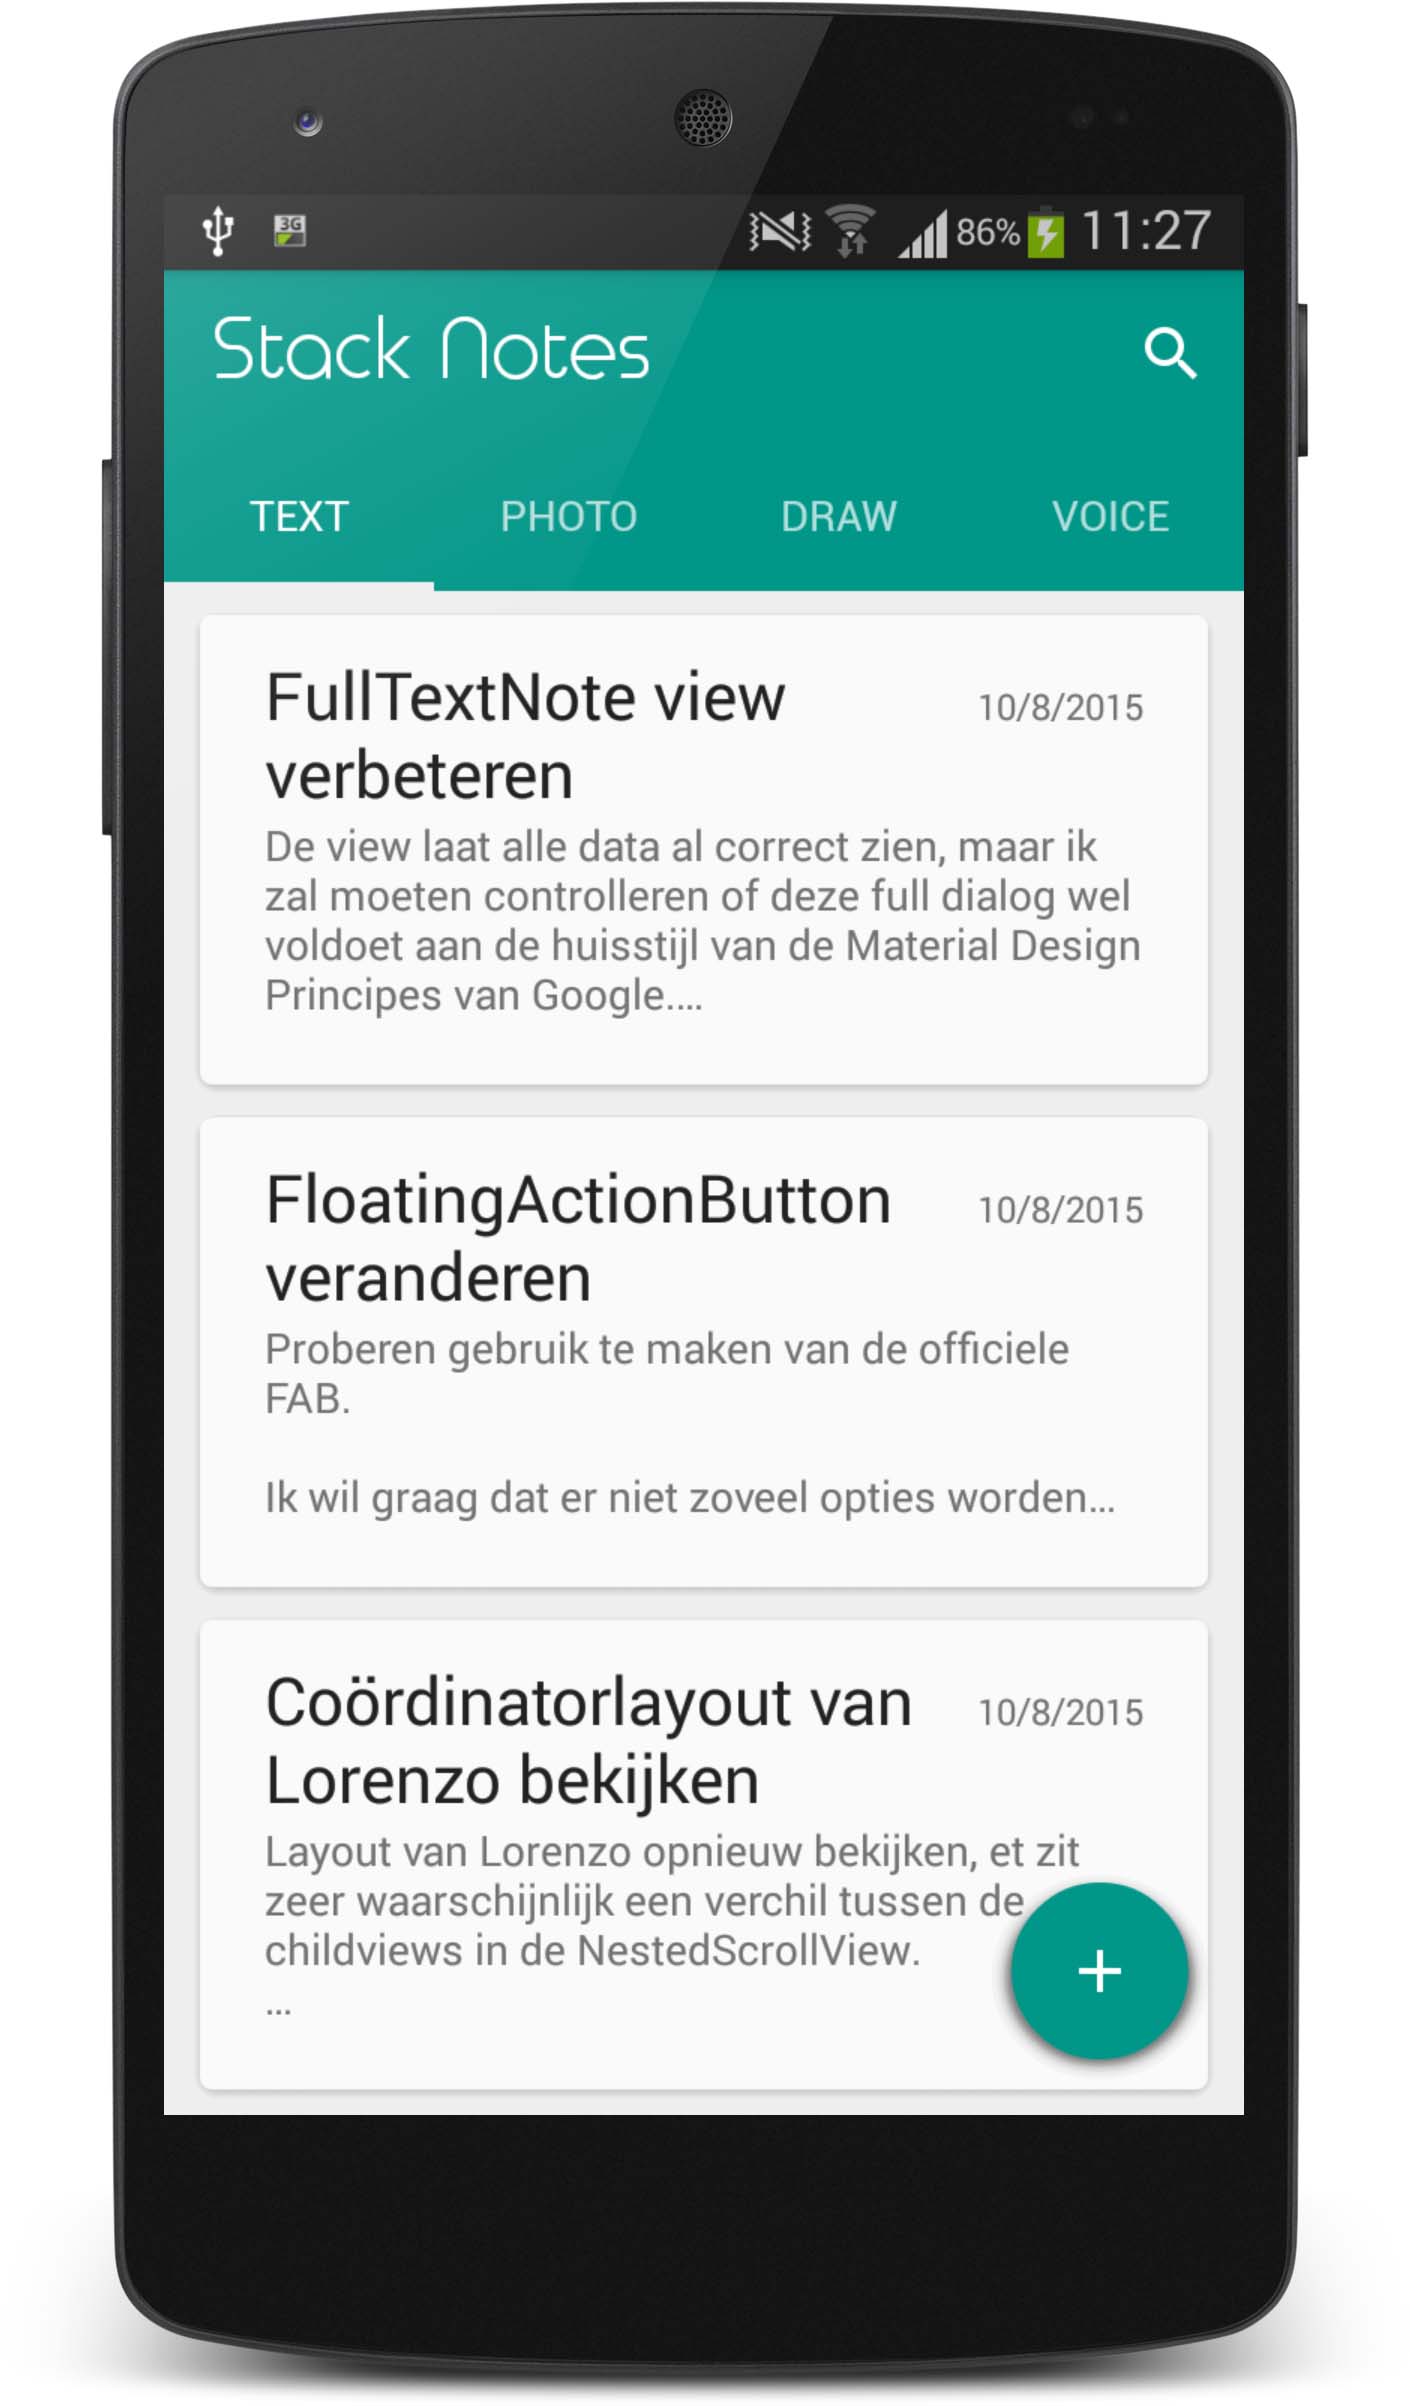 3G
86% 11:27
Stack Notes
TEXT PHOTO DRAW VOICE
FullTextNote view
10/8/2015
verbeteren
De view laat alle data al correct zien, maar ik
zal moeten controlleren of deze full dialog wel
voldoet aan de huisstijl van de Material Design
Principes van Google....
FloatingActionButton
10/8/2015
veranderen
Proberen gebruik te maken van de officiele
FAB.
Ik wil graag dat er niet zoveel opties worden...
Coördinatorlayout van
10/8/2015
Lorenzo bekijken
Layout van Lorenzo opnieuw bekijken, et zit
zeer waarschijnlijk een verchil tussen de
childviews in de NestedScrollView.
...